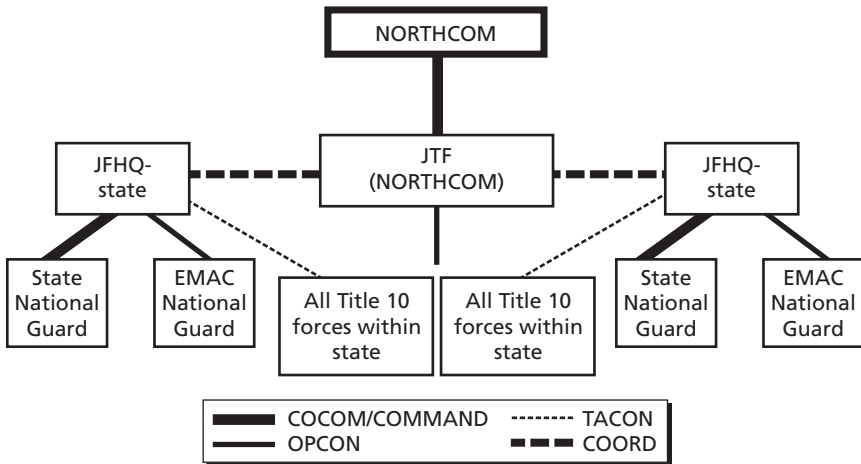 NORTHCOM
JTF
(NORTHCOM)
JFHQ-
state
JFHQ-
state
State
National
Guard
EMAC
National
Guard
All Title 10
forces within
state
All Title 10
forces within
state
State
National
Guard
EMAC
National
Guard
COCOM/COMMAND
TACON
OPCON
COORD